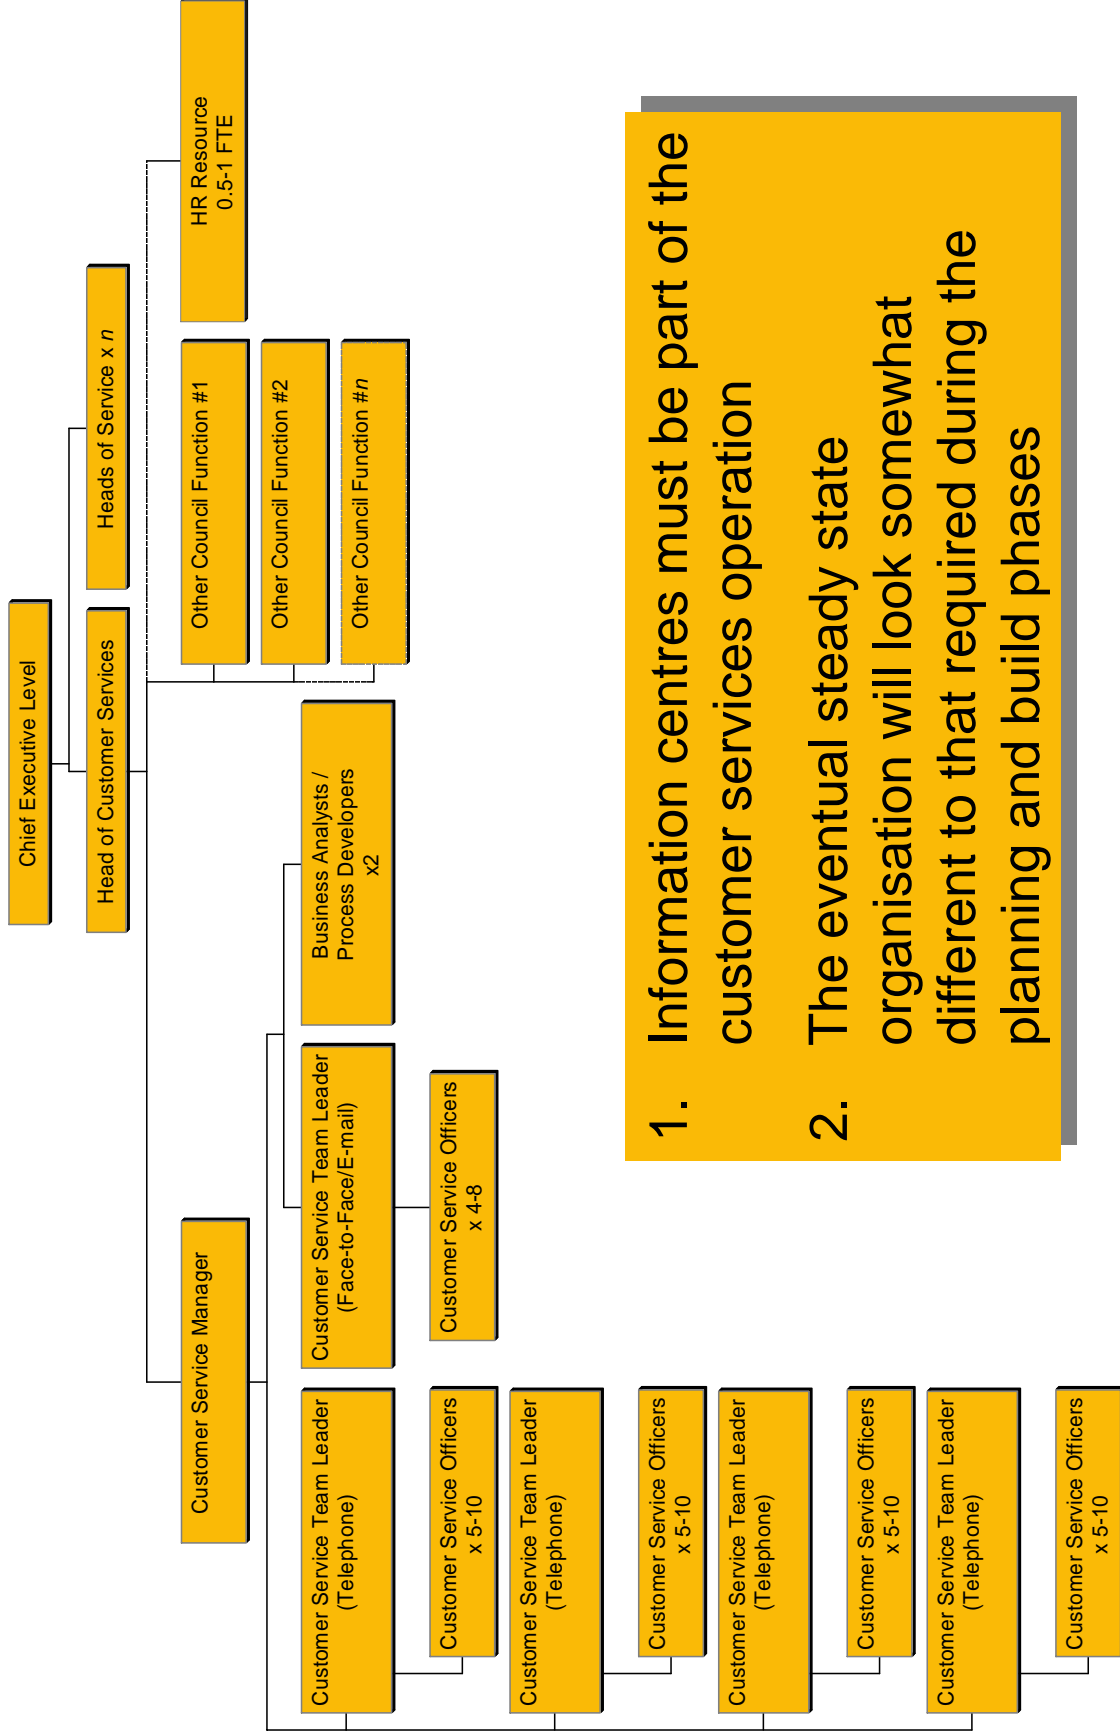 Chief Executive Level
Head of Customer Services
Heads of Service x n
Customer Service Manager
Other Council Function #1
Other Council Function #2
Other Council Function #n
HR Resource
0.5-1 FTE
Customer Service Team Leader
(Telephone)
Customer Service Officers
x 5-10
Customer Service Team Leader
(Telephone)
Customer Service Officers
x 5-10
Customer Service Team Leader
(Telephone)
Customer Service Officers
x 5-10
Customer Service Team Leader
(Telephone)
Customer Service Officers
x 5-10
Customer Service Team Leader
(Face-to-Face/E-mail)
Customer Service Officers
x 4-8
Business Analysts /
Process Developers
x2
1. Information centres must be part of the
customer services operation
2. The eventual steady state
organisation will look somewhat
different to that required during the
planning and build phases